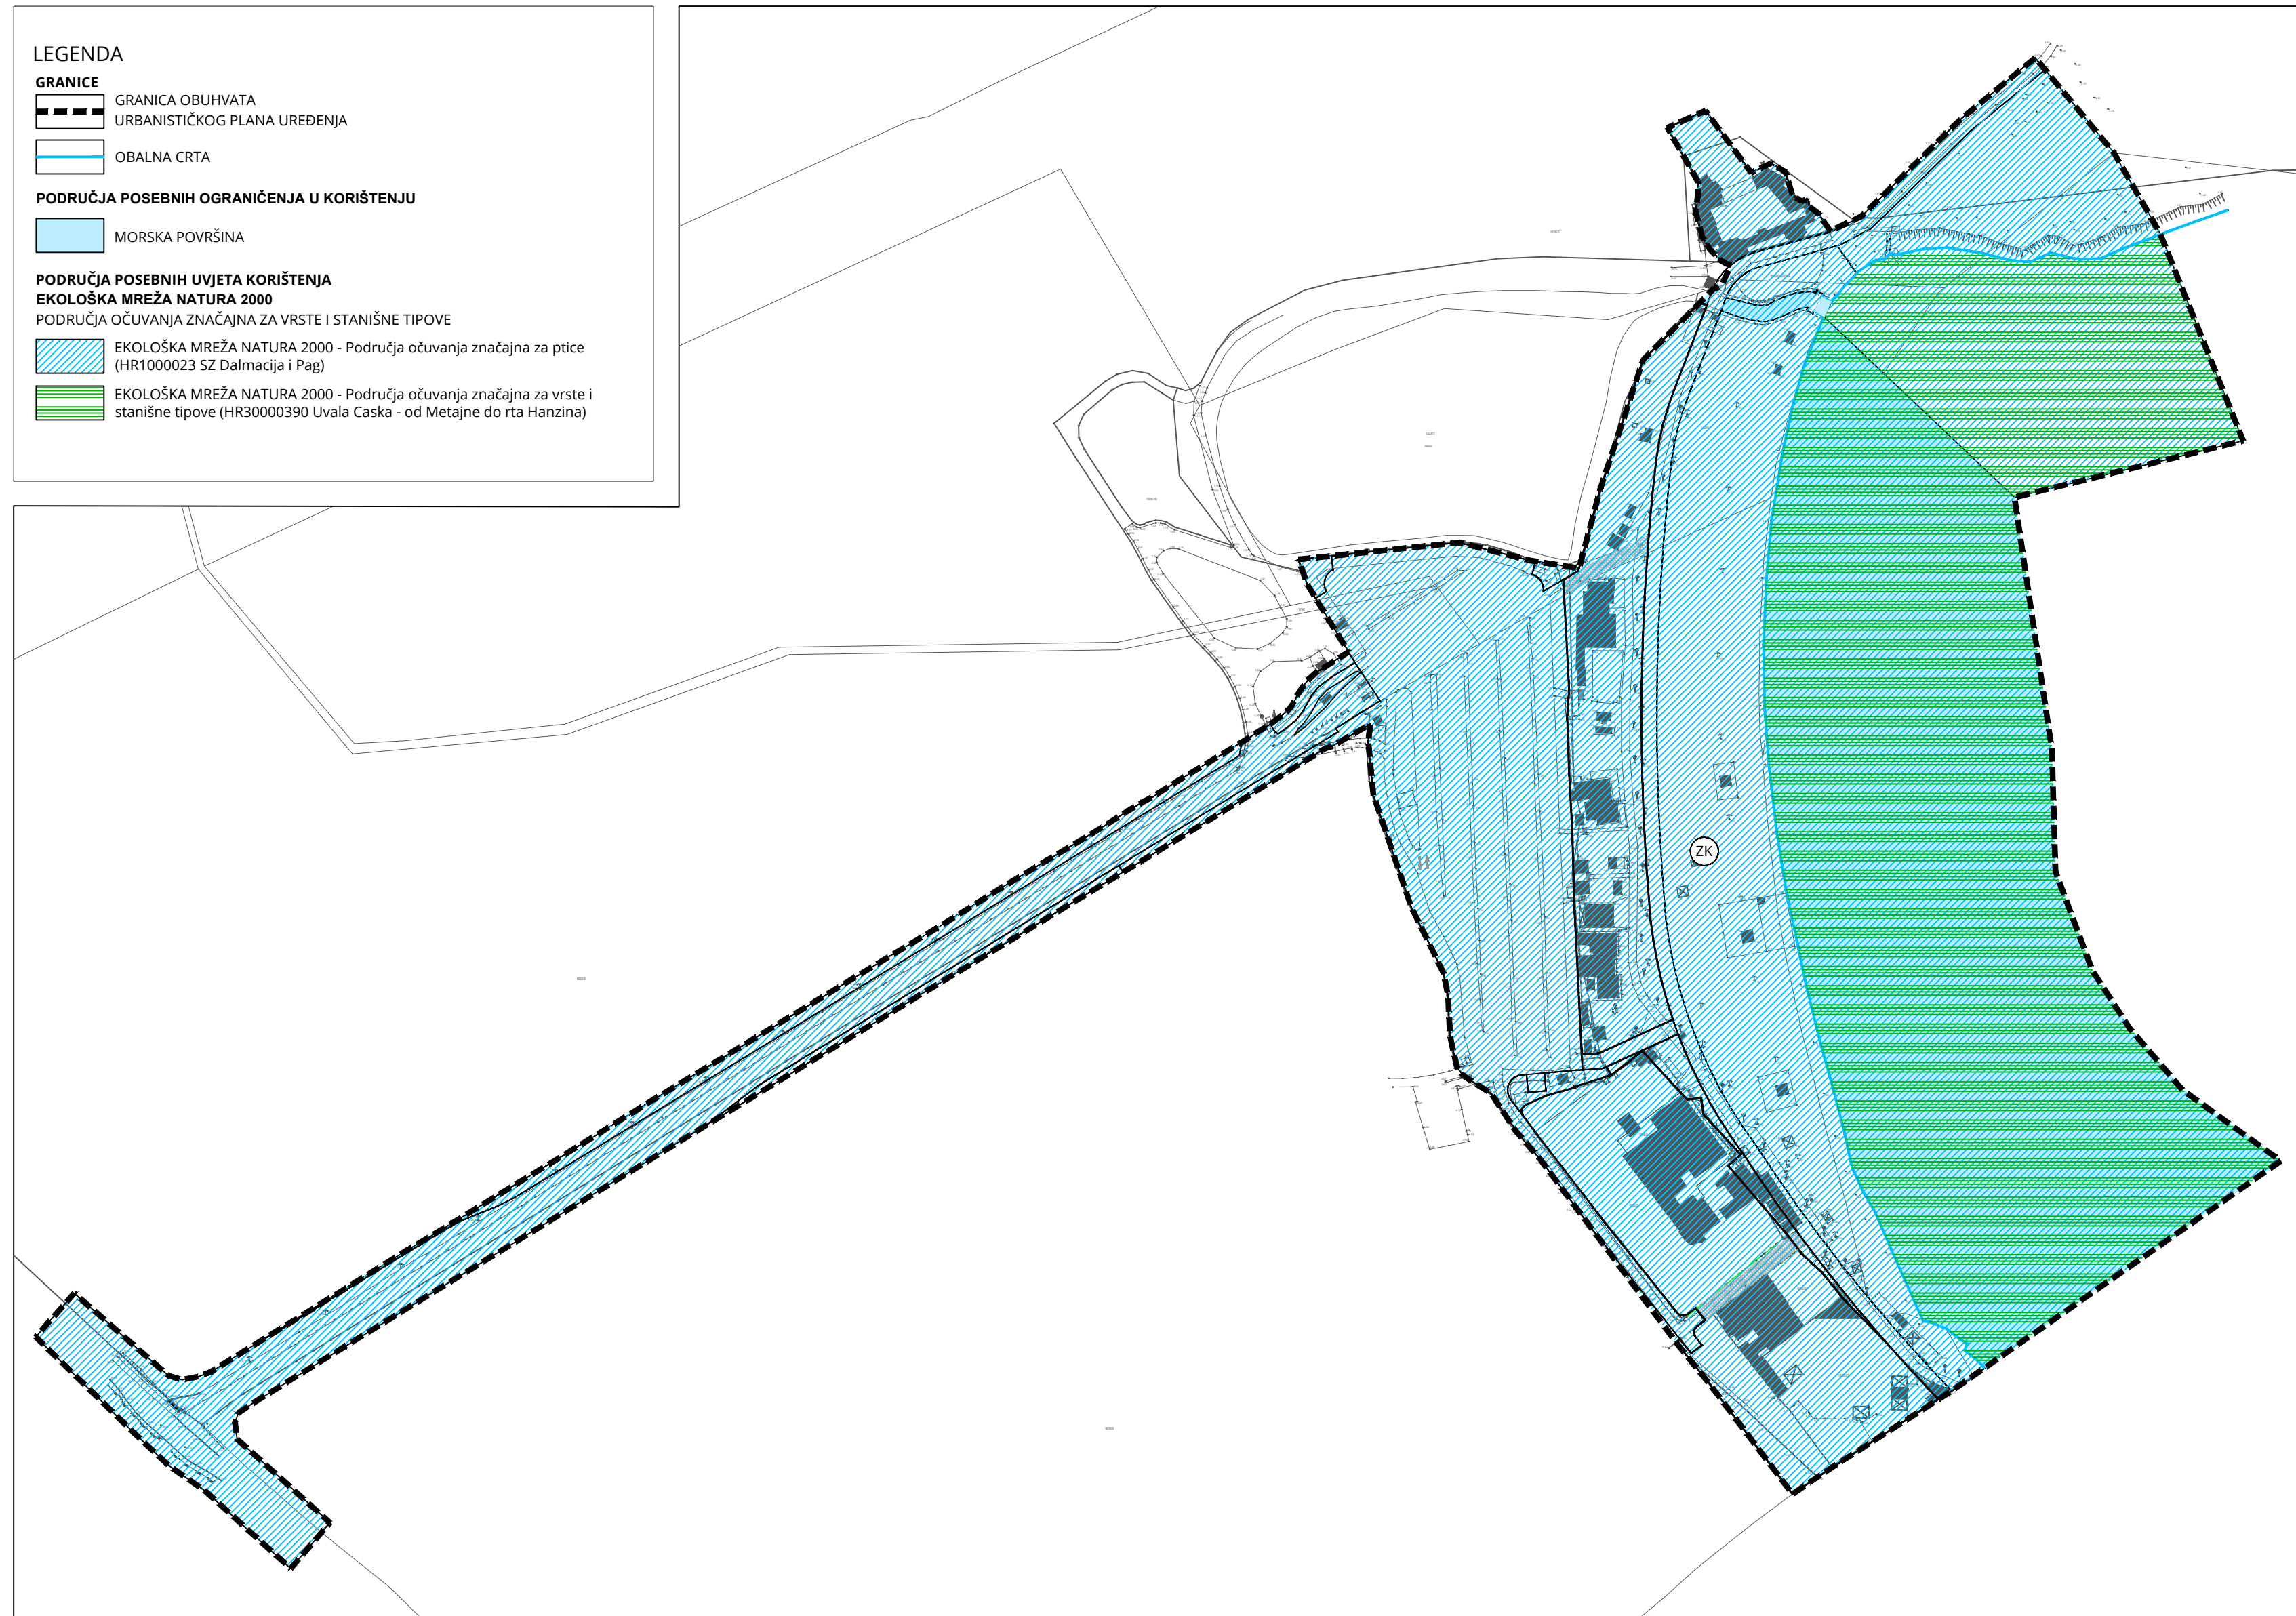 LEGENDA
GRANICE
GRANICA OBUHVATA
URBANISTIČKOG PLANA UREĐENJA
OBALNA CRTA
PODRUČJA POSEBNIH OGRANIČENJA U KORIŠTENJU
MORSKA POVRŠINA
PODRUČJA POSEBNIH UVJETA KORIŠTENJA
EKOLOŠKA MREŽA NATURA 2000
PODRUČJA OČUVANJA ZNAČAJNA ZA VRSTE I STANIŠNE TIPOVE
EKOLOŠKA MREŽA NATURA 2000 - Područja očuvanja značajna za ptice
(HR1000023 SZ Dalmacija i Pag)
EKOLOŠKA MREŽA NATURA 2000 - Područja očuvanja značajna za vrste i
stanišne tipove (HR30000390 Uvala Caska - od Metajne do rta Hanzina)
ZK